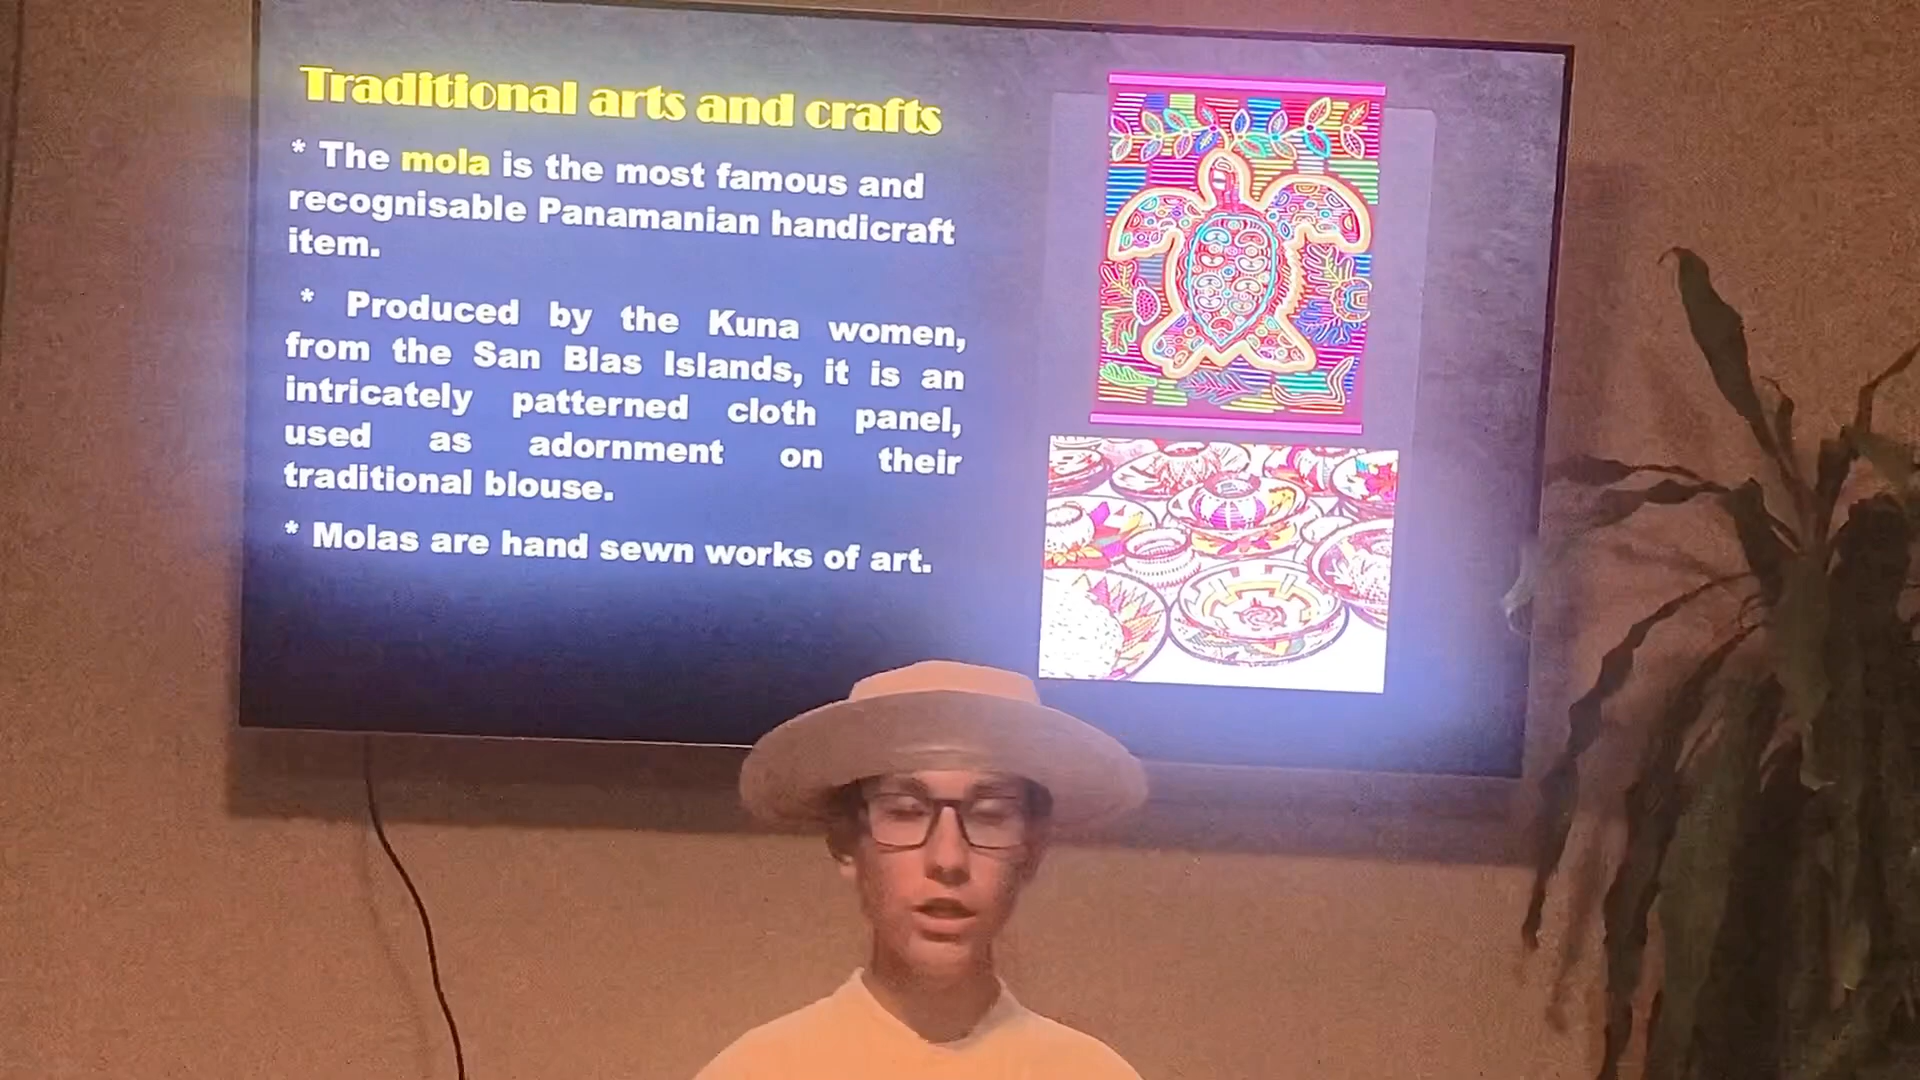 Traditional arts and crafts
* The mola is the most famous and
recognisable Panamanian handicraft
item.
* Produced by the Kuna women,
from the San Blas Islands, it is an
intricately patterned cloth panel,
used as adornment on their
traditional blouse.
* Molas are hand sewn works of art.